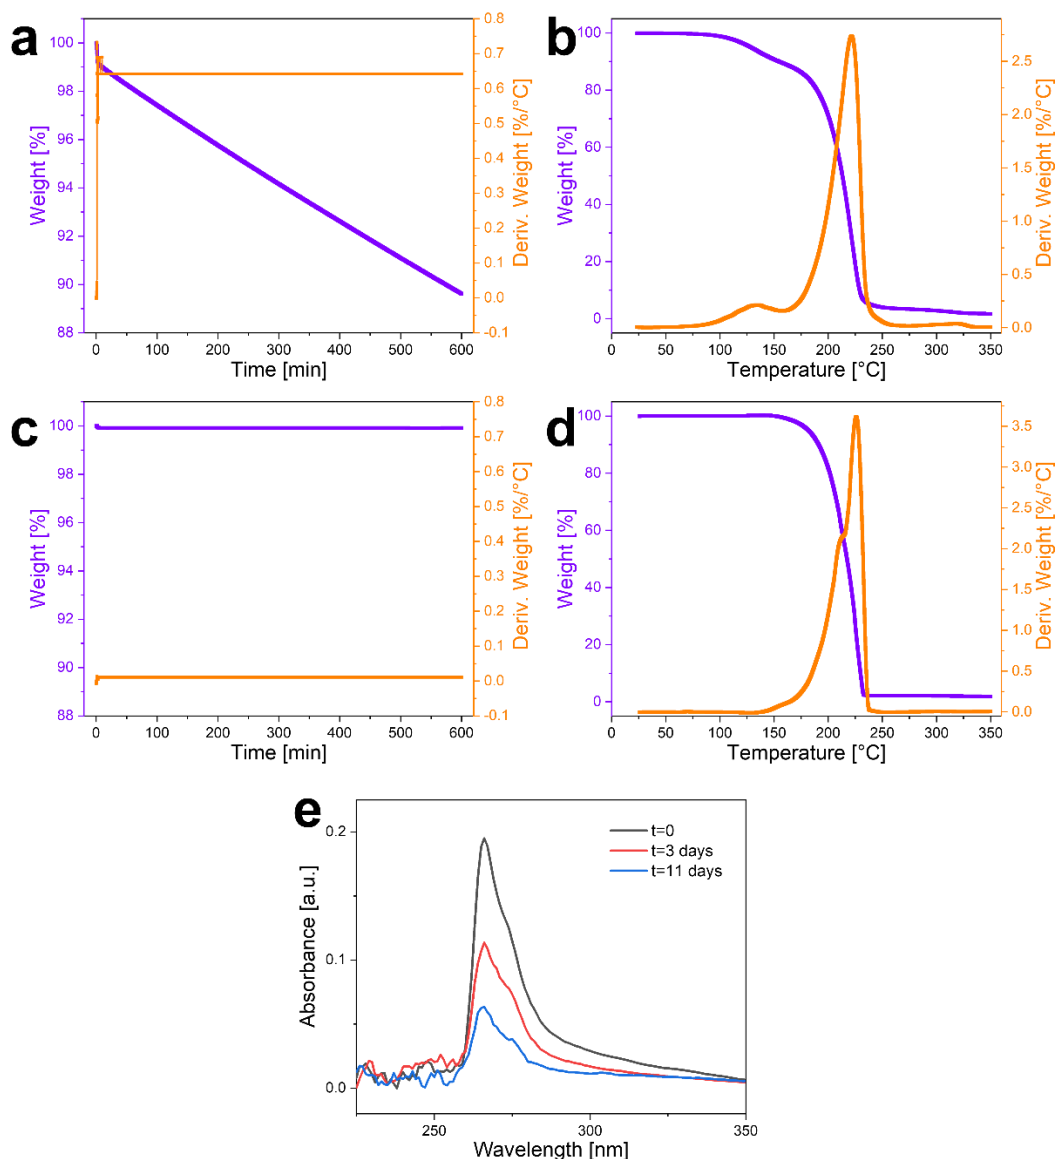 a
100
98
96
94
92
90
88
Weight [%]
0.8
0.7
0.6
0.5
0.4
0.3
0.2
0.1
0.0
-0.1
Deriv. Weight [%/°C]
0 100 200 300 400 500 600
Time [min]
b
100
80
60
40
20
0
Weight [%]
2.5
2.0
1.5
1.0
0.5
0.0
Deriv. Weight [%/°C]
0 50 100 150 200 250 300 350
Temperature [°C]
c
100
98
96
94
92
90
88
Weight [%]
0.8
0.7
0.6
0.5
0.4
0.3
0.2
0.1
0.0
-0.1
Deriv. Weight [%/°C]
0 100 200 300 400 500 600
Time [min]
d
100
80
60
40
20
0
Weight [%]
3.5
3.0
2.5
2.0
1.5
1.0
0.5
0.0
Deriv. Weight [%/°C]
0 50 100 150 200 250 300 350
Temperature [°C]
e
0.2
0.1
0.0
Absorbance [a.u.]
t=0
t=3 days
t=11 days
250 300 350
Wavelength [nm]